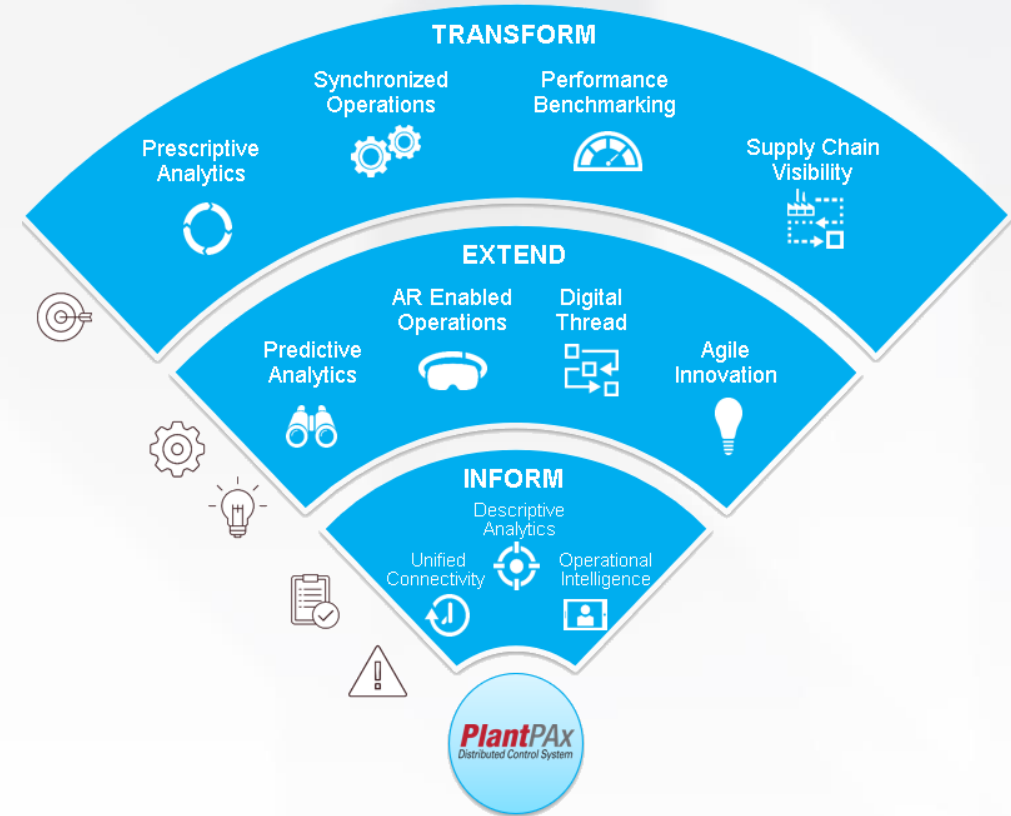 TRANSFORM
Synchronized
Operations
Performance
Benchmarking
Prescriptive
Analytics
Supply Chain
Visibility
EXTEND
AR Enabled
Operations
Digital
Thread
Predictive
Analytics
Agile
Innovation
INFORM
Descriptive
Analytics
Unified
Connectivity
Operational
Intelligence
PlantPAx
Distributed Control System